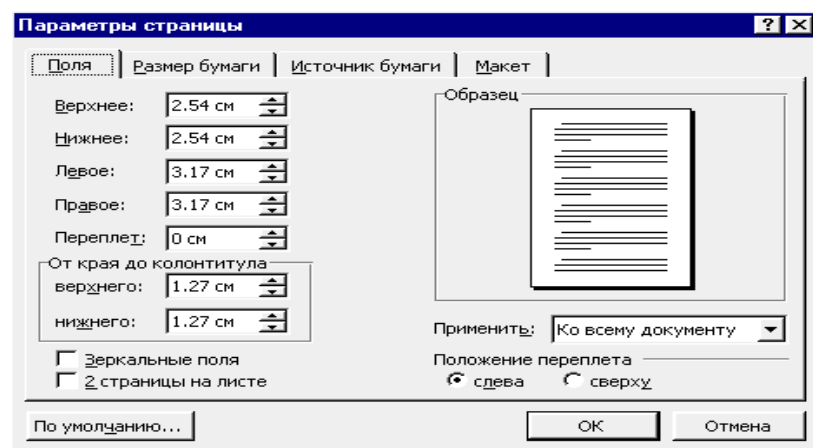 Параметры страницы
Поля Размер бумаги Источник бумаги Макет
Верхнее: 2.54 см
Нижнее: 2.54 см
Левое: 3.17 см
Правое: 3.17 см
Переплет: 0 см
От края до колонтитула
верхнего: 1.27 см
нижнего: 1.27 см
Зеркальные поля
2 страницы на листе
Образец
Применить: Ко всему документу
Положение переплета
слева сверху
По умолчанию... ОК Отмена